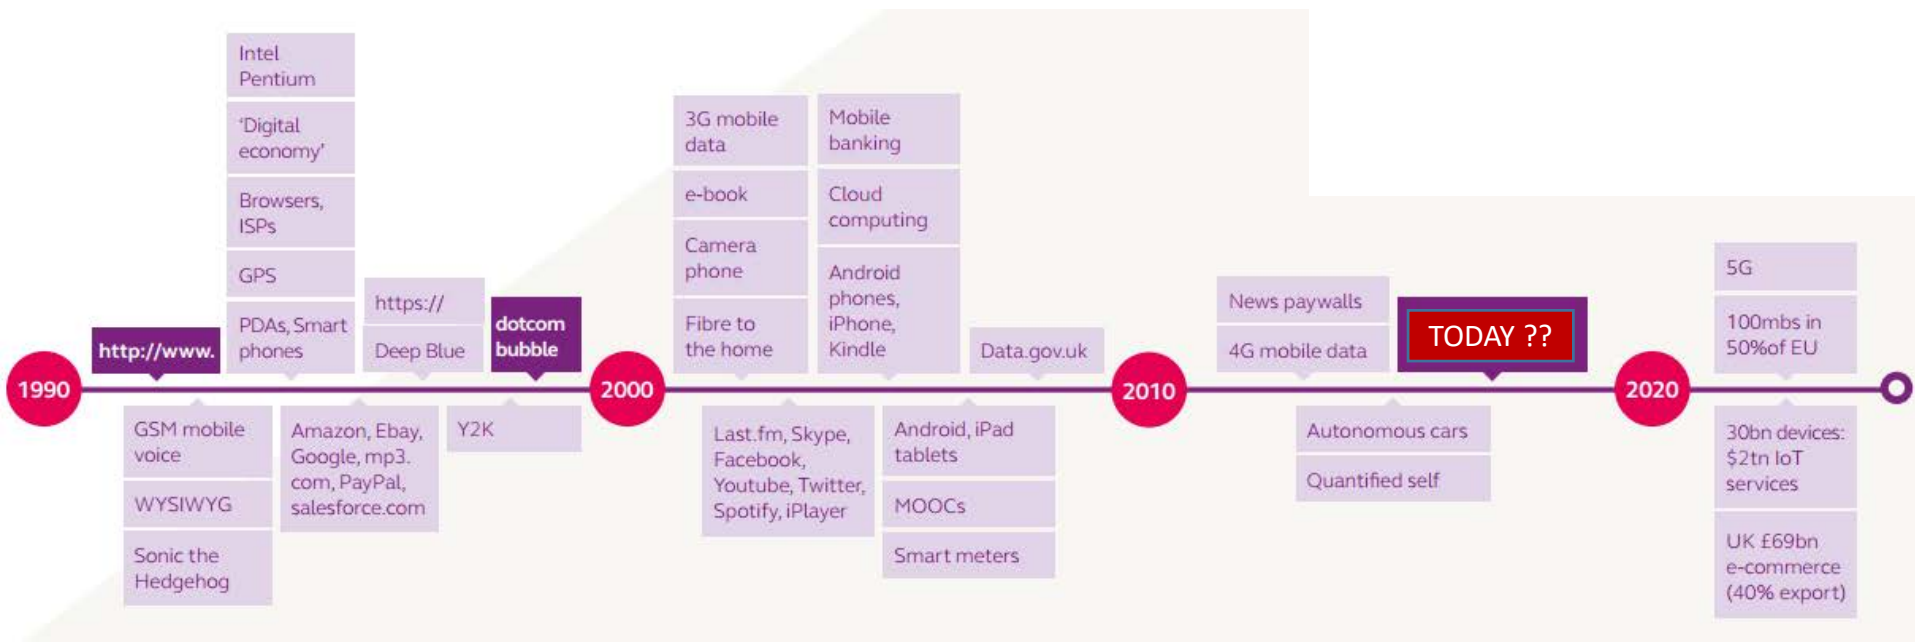 Intel
Pentium
‘Digital
economy’
Browsers,
ISPs
GPS
PDAs, Smart
phones
http://www.
https://
Deep Blue
dotcom
bubble
3G mobile
data
e-book
Camera
phone
Fibre to
the home
Mobile
banking
Cloud
computing
Android
phones,
iPhone,
Kindle
Data.gov.uk
News paywalls
4G mobile data
TODAY ??
5G
100mbs in
50%of EU
1990
2000
2010
2020
GSM mobile
voice
WYSIWYG
Sonic the
Hedgehog
Amazon, Ebay,
Google, mp3.
com, PayPal,
salesforce.com
Y2K
Last.fm, Skype,
Facebook,
Youtube, Twitter,
Spotify, iPlayer
Android, iPad
tablets
MOOCs
Smart meters
Autonomous cars
Quantified self
30bn devices:
$2tn IoT
services
UK £69bn
e-commerce
(40% export)